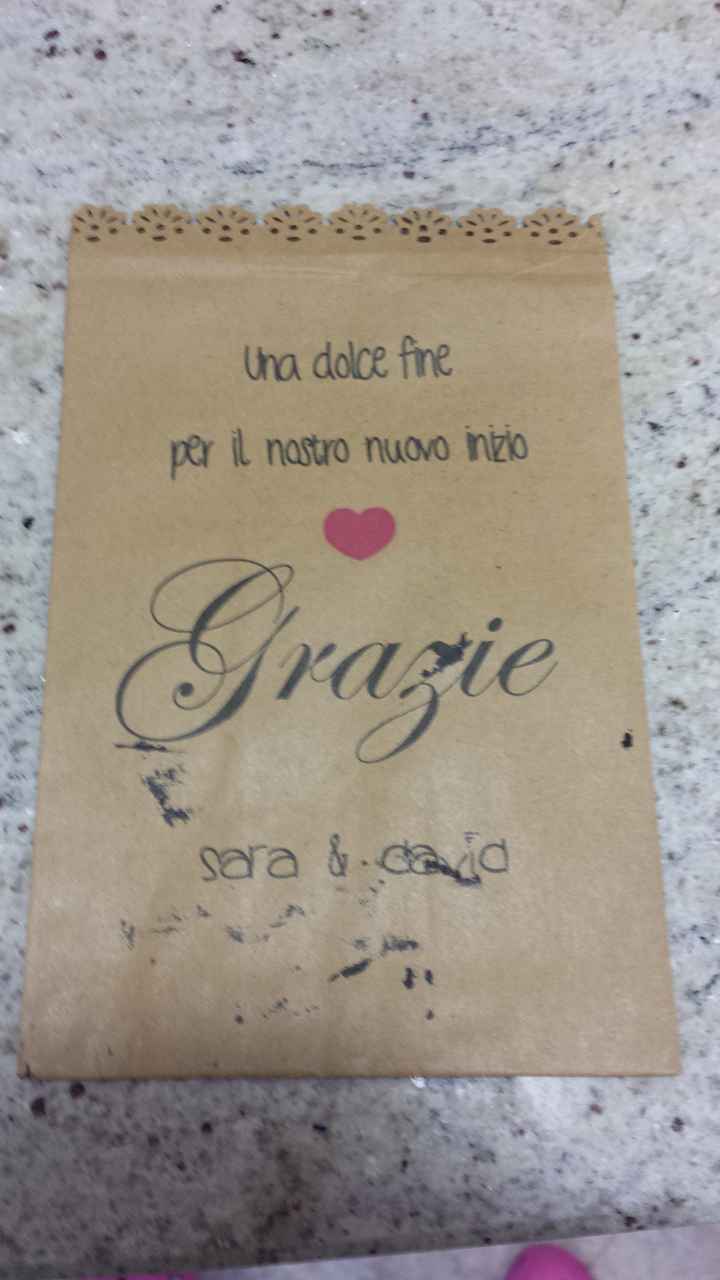 una dolce fine
per il nostro nuovo inizio
Grazie
sara & david